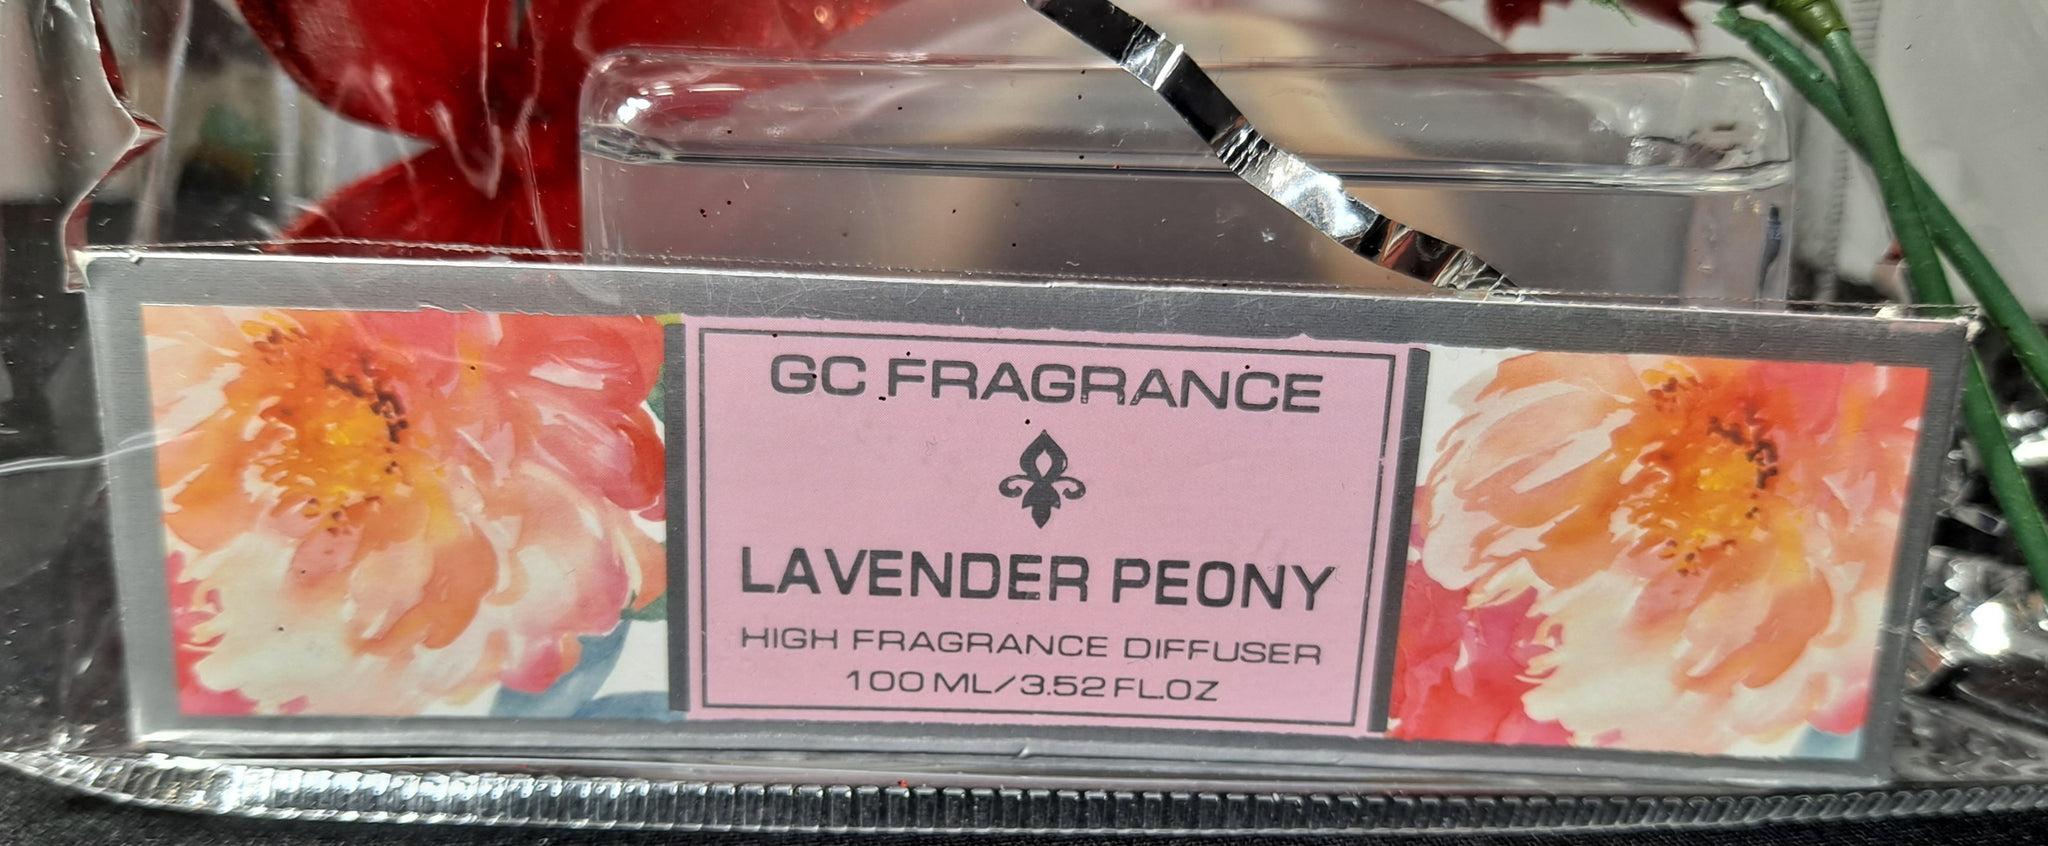 GC FRAGRANCE
LAVENDER PEONY
HIGH FRAGRANCE DIFFUSER
100 ML/3.52 FL.OZ